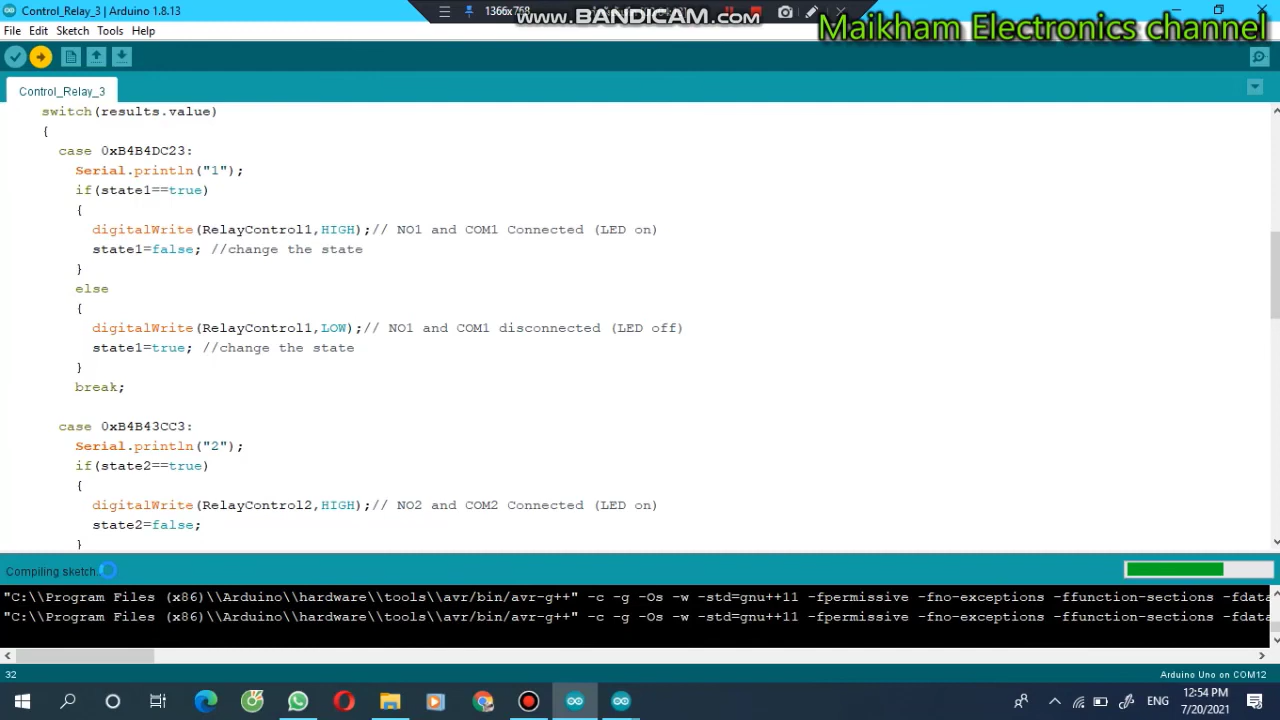 Control_Relay_3 | Arduino 1.8.13
1366x768
www.BANDICAM.com
Maikham Electronics channel
File Edit Sketch Tools Help
Control_Relay_3
switch(results.value)
{
case 0xB4B4DC23:
Serial.println("1");
if(state1==true)
{
digitalWrite(RelayControl1,HIGH);// NO1 and COM1 Connected (LED on)
state1=false; //change the state
}
else
{
digitalWrite(RelayControl1,LOW);// NO1 and COM1 disconnected (LED off)
state1=true; //change the state
}
break;
case 0xB4B43CC3:
Serial.println("2");
if(state2==true)
{
digitalWrite(RelayControl2,HIGH);// NO2 and COM2 Connected (LED on)
state2=false;
}
Compiling sketch..
"C:\\Program Files (x86)\\Arduino\\hardware\\tools\\avr/bin/avr-g++" -c -g -Os -w -std=gnu++11 -fpermissive -fno-exceptions -ffunction-sections -fdata
"C:\\Program Files (x86)\\Arduino\\hardware\\tools\\avr/bin/avr-g++" -c -g -Os -w -std=gnu++11 -fpermissive -fno-exceptions -ffunction-sections -fdata
32
Arduino Uno on COM12
ENG
12:54 PM
7/20/2021